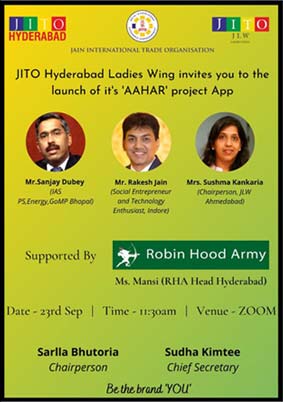 JITO
HYDERABAD
JITO
JLW
JAIN INTERNATIONAL TRADE ORGANISATION
JITO Hyderabad Ladies Wing invites you to the
launch of it's 'AAHAR' project App
Mr.Sanjay Dubey
(IAS
PS,Energy,GoMP Bhopal)
Mr. Rakesh Jain
(Social Entrepreneur
and Technology
Enthusiast, Indore)
Mrs. Sushma Kankaria
(Chairperson, JLW
Ahmedabad)
Supported By
Robin Hood Army
Ms. Mansi (RHA Head Hyderabad)
Date - 23rd Sep | Time - 11:30am | Venue - ZOOM
Sarlla Bhutoria
Chairperson
Sudha Kimtee
Chief Secretary
Be the brand 'YOU'